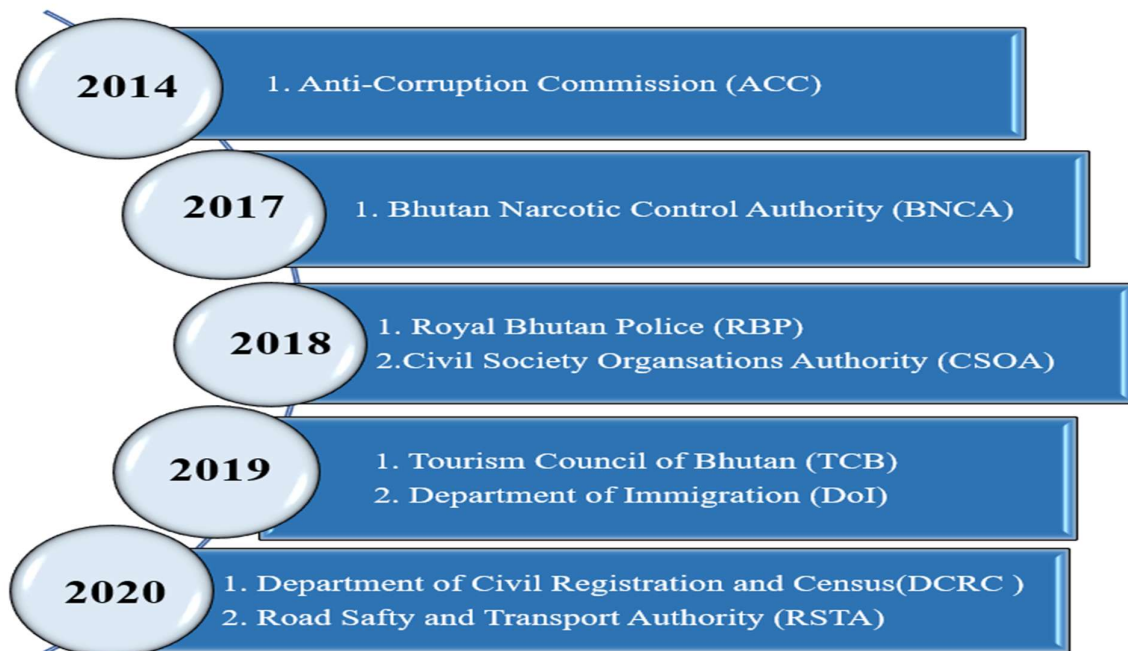 2014
1. Anti-Corruption Commission (ACC)
2017
1. Bhutan Narcotic Control Authority (BNCA)
2018
1. Royal Bhutan Police (RBP)
2.Civil Society Organsations Authority (CSOA)
2019
1. Tourism Council of Bhutan (TCB)
2. Department of Immigration (DoI)
2020
1. Department of Civil Registration and Census(DCRC )
2. Road Safty and Transport Authority (RSTA)